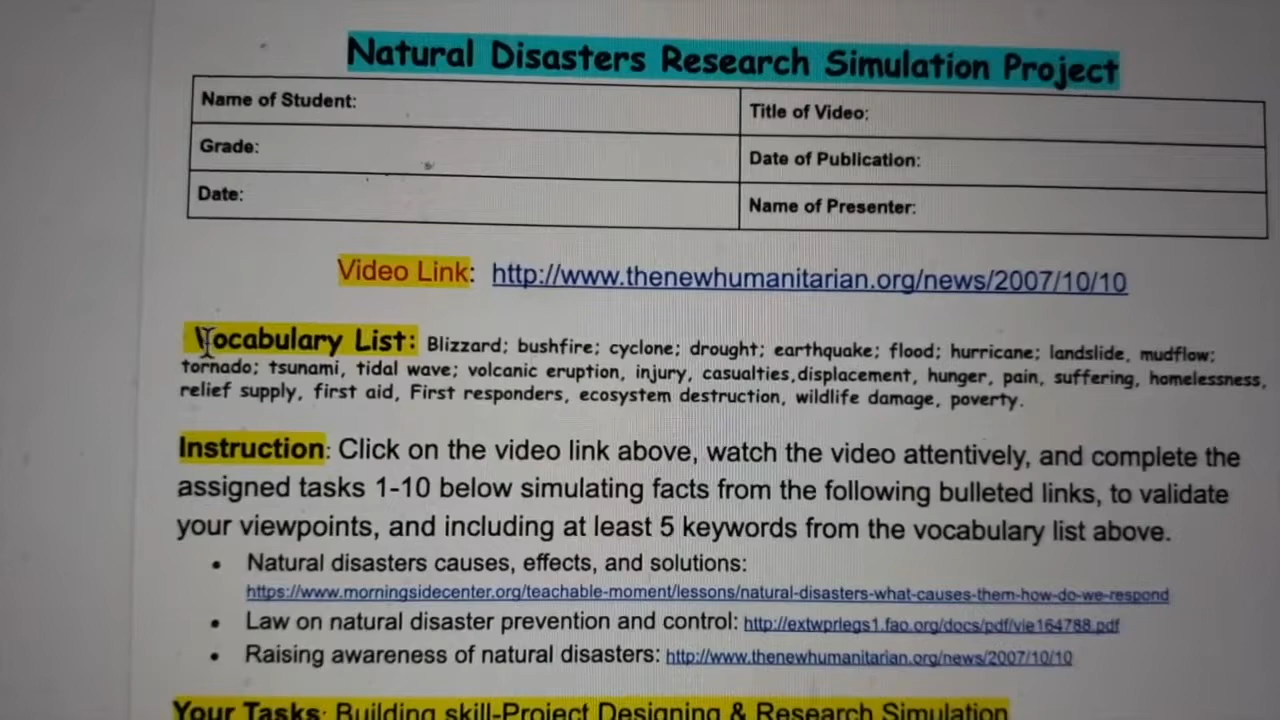 Natural Disasters Research Simulation Project
Name of Student:
Title of Video:
Grade:
Date of Publication:
Date:
Name of Presenter:
Video Link: http://www.thenewhumanitarian.org/news/2007/10/10
Vocabulary List: Blizzard; bushfire; cyclone; drought; earthquake; flood; hurricane; landslide, mudflow;
tornado; tsunami, tidal wave; volcanic eruption, injury, casualties,displacement, hunger, pain, suffering, homelessness,
relief supply, first aid, First responders, ecosystem destruction, wildlife damage, poverty.
Instruction: Click on the video link above, watch the video attentively, and complete the
assigned tasks 1-10 below simulating facts from the following bulleted links, to validate
your viewpoints, and including at least 5 keywords from the vocabulary list above.
• Natural disasters causes, effects, and solutions:
https://www.morningsidecenter.org/teachable-moment/lessons/natural-disasters-what-causes-them-how-do-we-respond
• Law on natural disaster prevention and control: http://extwprlegs1.fao.org/docs/pdf/vie164788.pdf
• Raising awareness of natural disasters: http://www.thenewhumanitarian.org/news/2007/10/10
Your Tasks: Building skill-Project Designing & Research Simulation